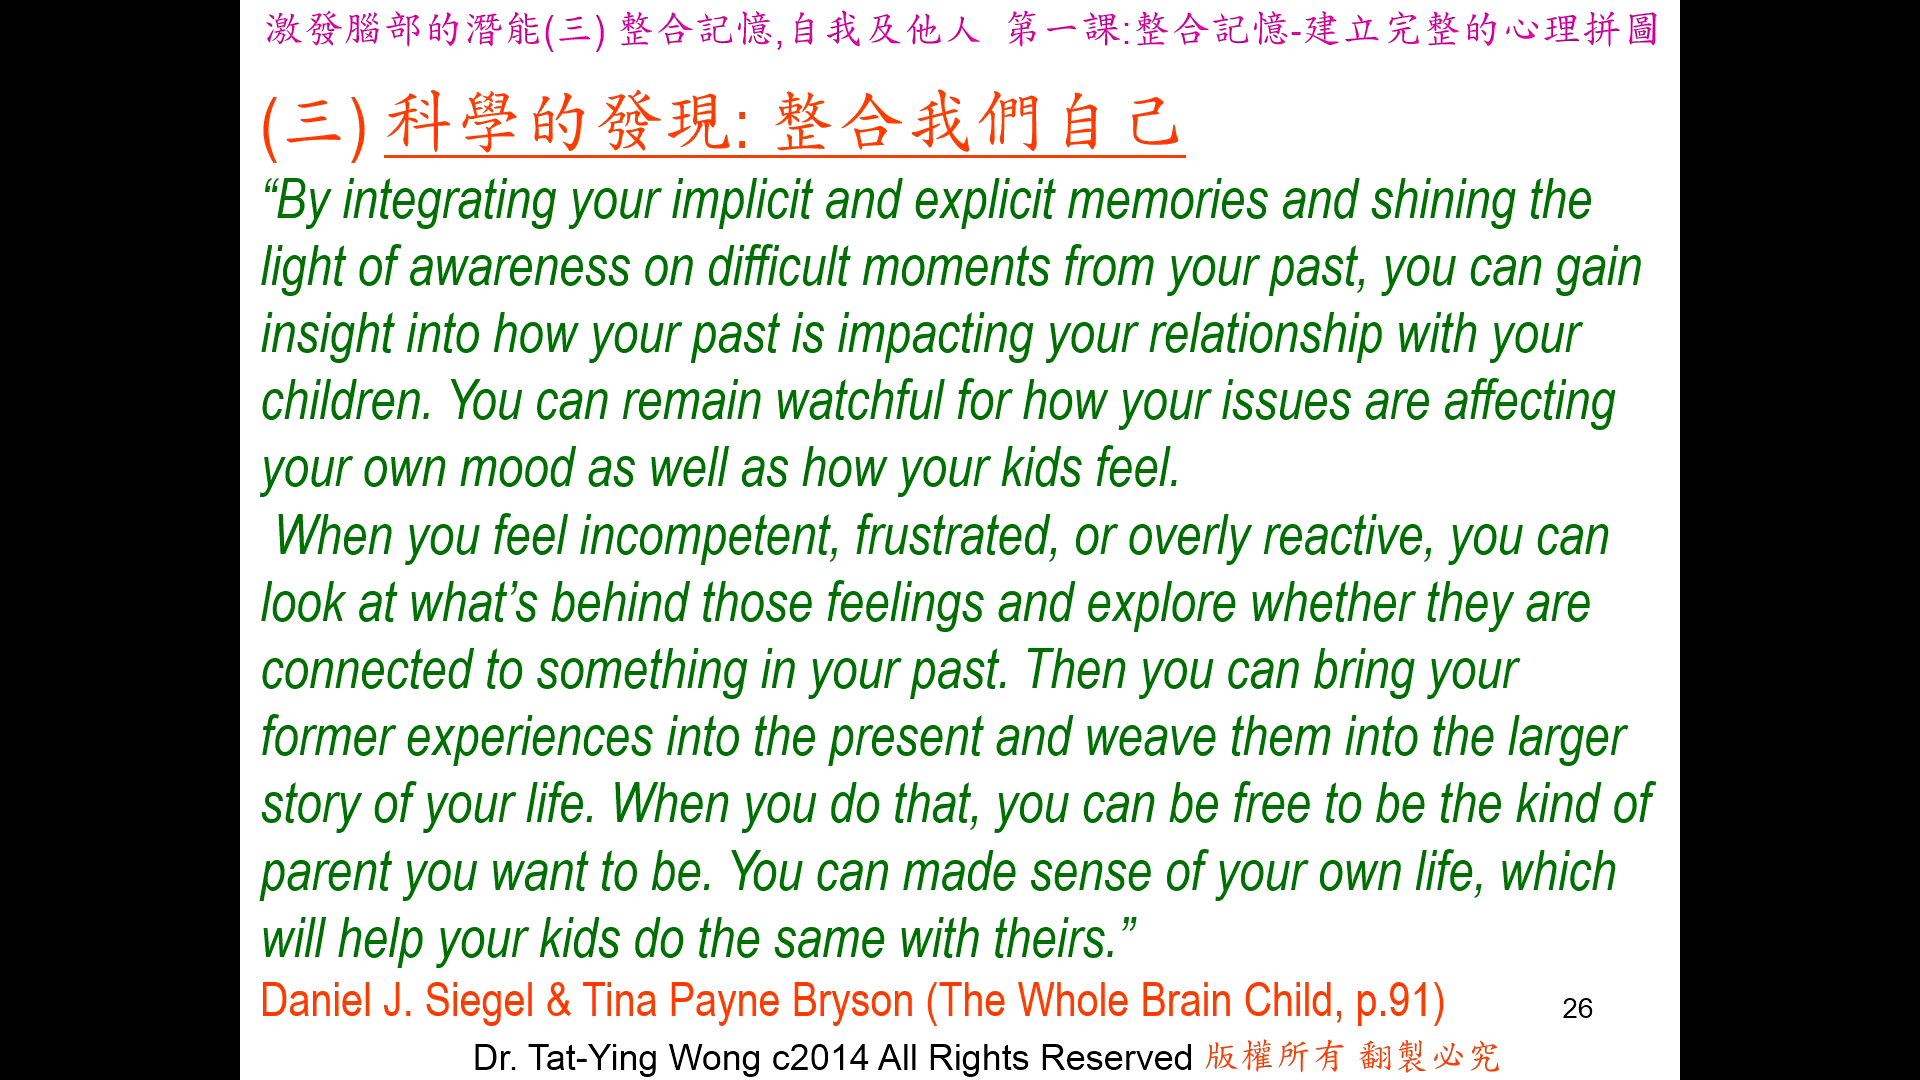 激發腦部的潛能(三) 整合記憶,自我及他人 第一課:整合記憶-建立完整的心理拼圖
(三) 科學的發現: 整合我們自己
“By integrating your implicit and explicit memories and shining the
light of awareness on difficult moments from your past, you can gain
insight into how your past is impacting your relationship with your
children. You can remain watchful for how your issues are affecting
your own mood as well as how your kids feel.
When you feel incompetent, frustrated, or overly reactive, you can
look at what’s behind those feelings and explore whether they are
connected to something in your past. Then you can bring your
former experiences into the present and weave them into the larger
story of your life. When you do that, you can be free to be the kind of
parent you want to be. You can made sense of your own life, which
will help your kids do the same with theirs.”
Daniel J. Siegel & Tina Payne Bryson (The Whole Brain Child, p.91)
26
Dr. Tat-Ying Wong c2014 All Rights Reserved 版權所有 翻製必究